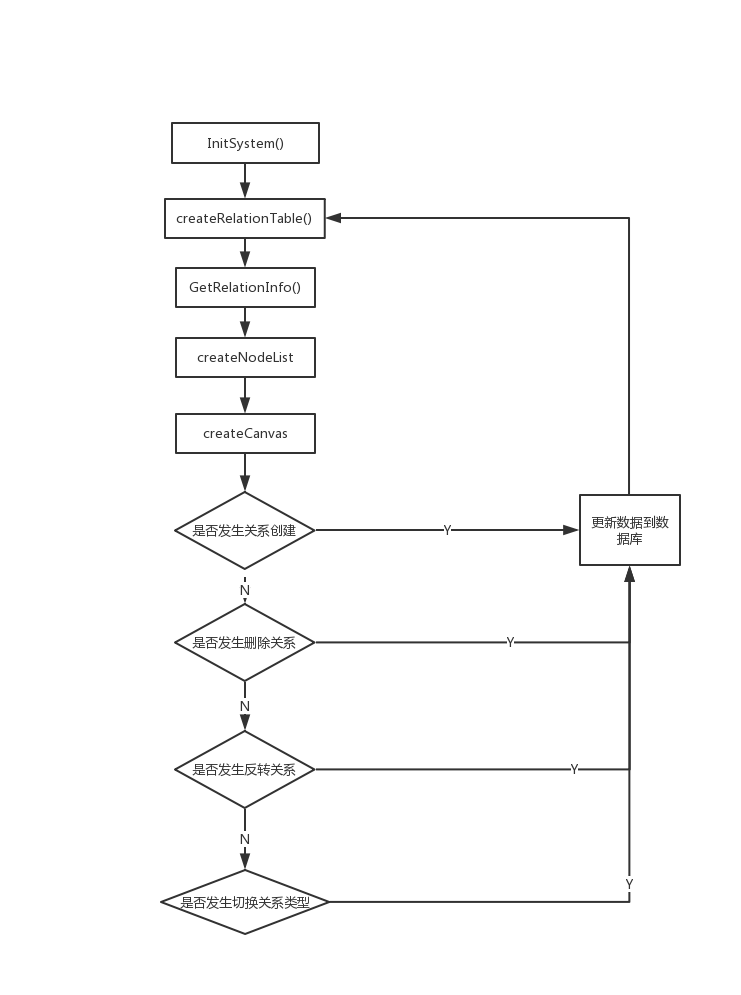 InitSystem()
createRelationTable()
GetRelationInfo()
createNodeList
createCanvas
是否发生关系创建
Y
更新数据到数
据库
N
是否发生删除关系
Y
N
是否发生反转关系
Y
N
Y
是否发生切换关系类型